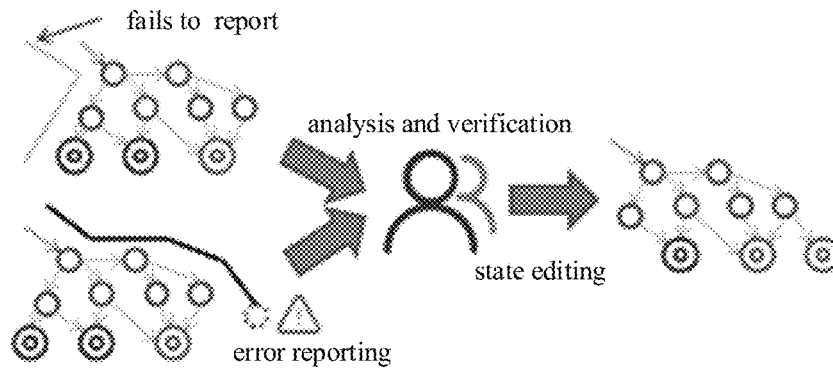 fails to report
analysis and verification
state editing
error reporting